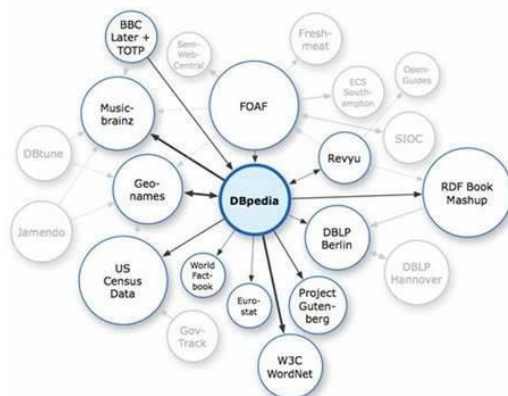 BBC
Later +
TOTP
Sem-
Web-
Central
Fresh-
meat
FOAF
ECS
South-
ampton
Open-
Guides
Music-
brainz
SIOC
DBtune
Revyu
Geo-
names
DBpedia
RDF Book
Mashup
Jamendo
DBLP
Berlin
US
Census
Data
World
Fact-
book
DBLP
Hannover
Euro-
stat
Project
Guten-
berg
Gov-
Track
W3C
WordNet